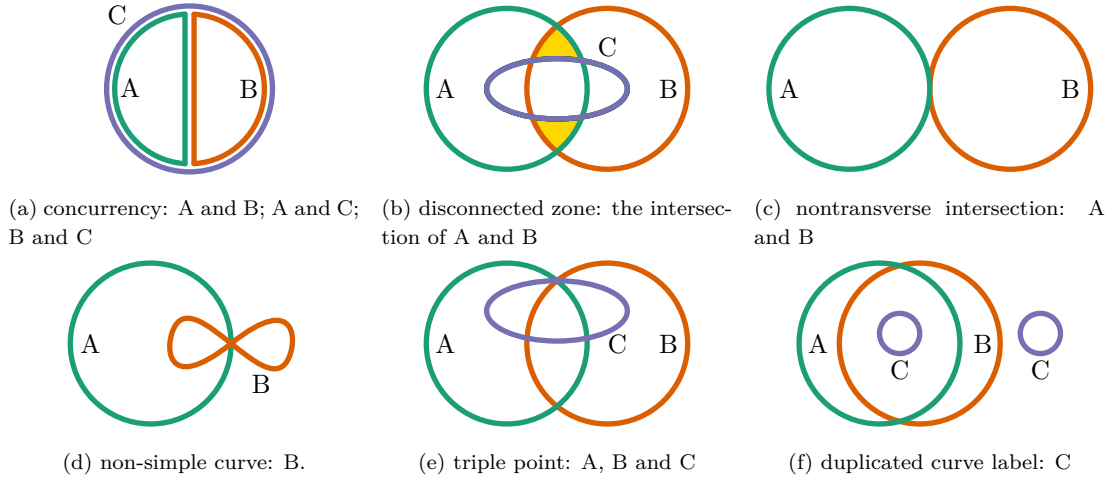 C
A
B
A
C
B
A
B
(a) concurrency: A and B; A and C;
B and C
(b) disconnected zone: the intersec-
tion of A and B
(c) nontransverse intersection: A
and B
A
B
A
C
B
A
C
B
C
(d) non-simple curve: B.
(e) triple point: A, B and C
(f) duplicated curve label: C